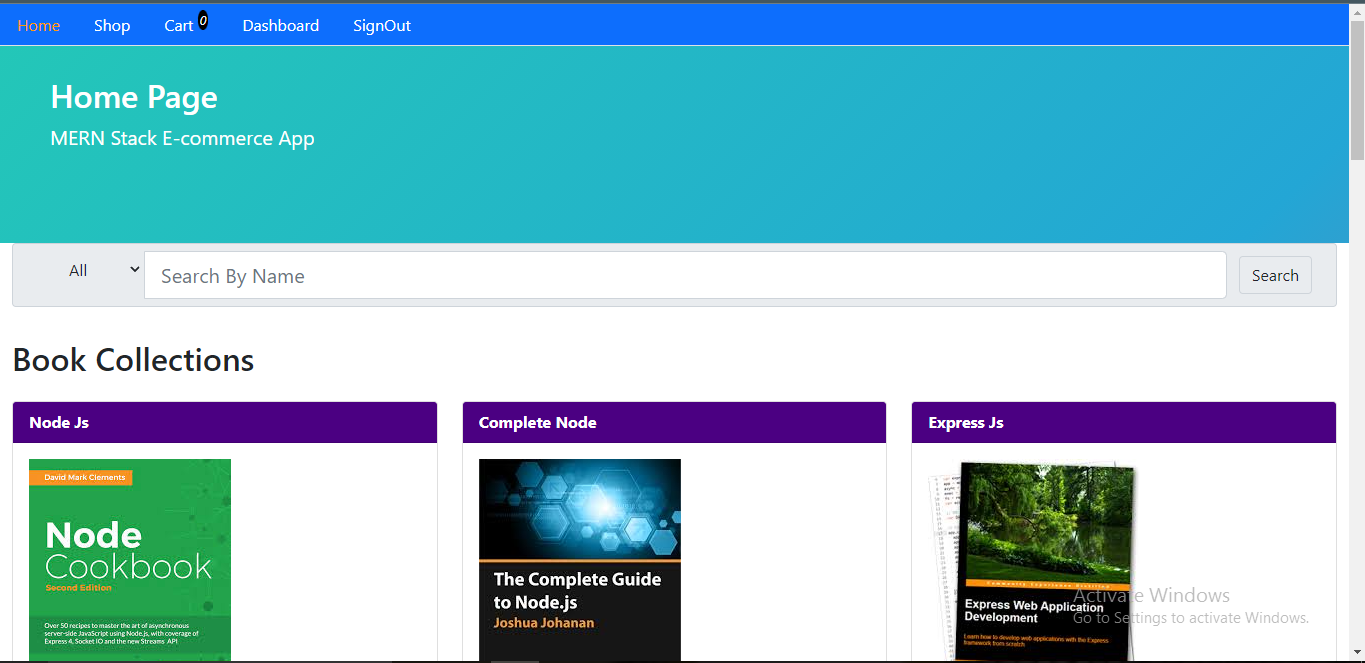 Home Shop Cart 0 Dashboard SignOut
Home Page
MERN Stack E-commerce App
All Search By Name Search
Book Collections
Node Js
Complete Node
Express Js
David Mark Clements
Node
Cookbook
Second Edition
Over 50 recipes to master the art of asynchronous
server-side JavaScript using Node.js, with coverage of
Express 4, Socket IO and the new Streams API
The Complete Guide
to Node.js
Joshua Johanan
Community Experience Distilled
Express Web Application
Development
Learn how to develop web applications with the Express
framework from scratch
Activate Windows
Go to Settings to activate Windows.